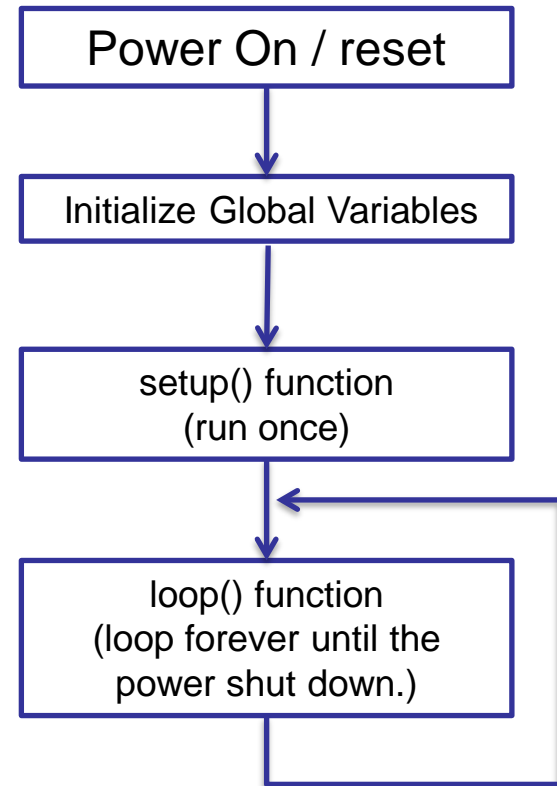 Power On / reset
Initialize Global Variables
setup() function
(run once)
loop() function
(loop forever until the
power shut down.)